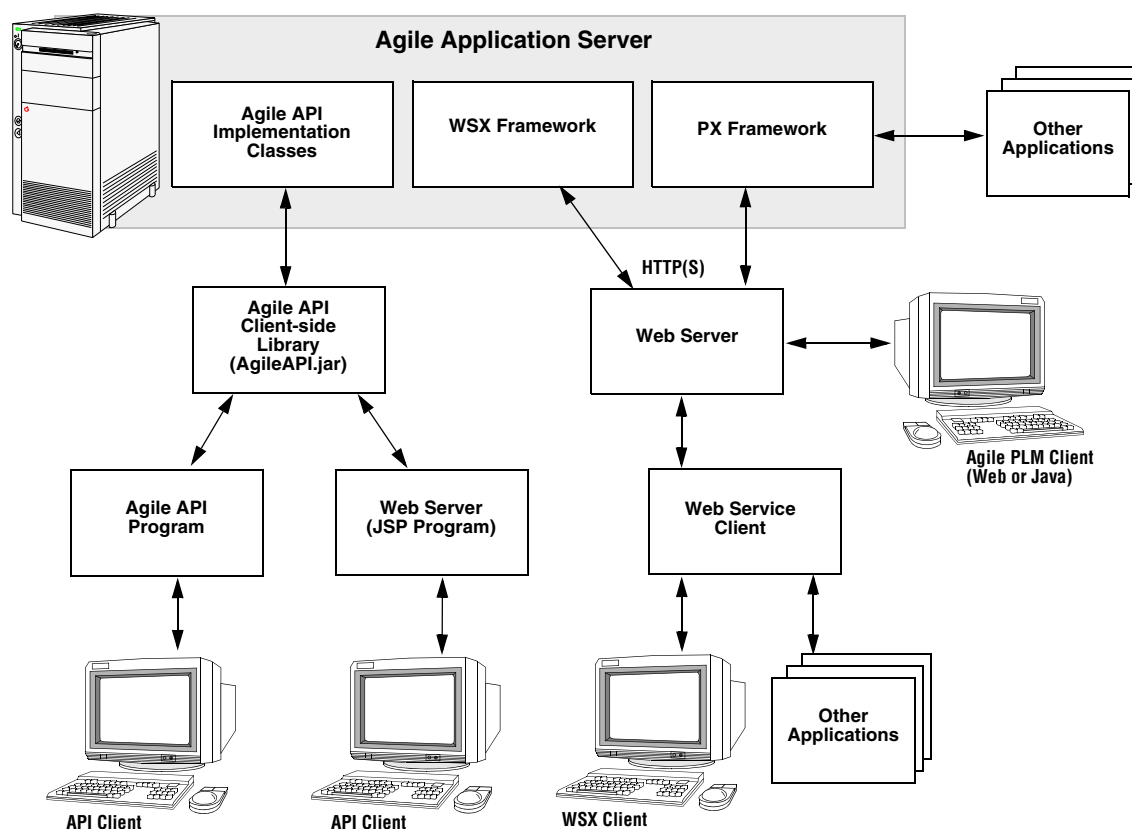 Agile Application Server
Agile API
Implementation
Classes
WSX Framework
PX Framework
Other
Applications
HTTP(S)
Agile API
Client-side
Library
(AgileAPI.jar)
Web Server
Agile PLM Client
(Web or Java)
Agile API
Program
Web Server
(JSP Program)
Web Service
Client
Other
Applications
API Client
API Client
WSX Client